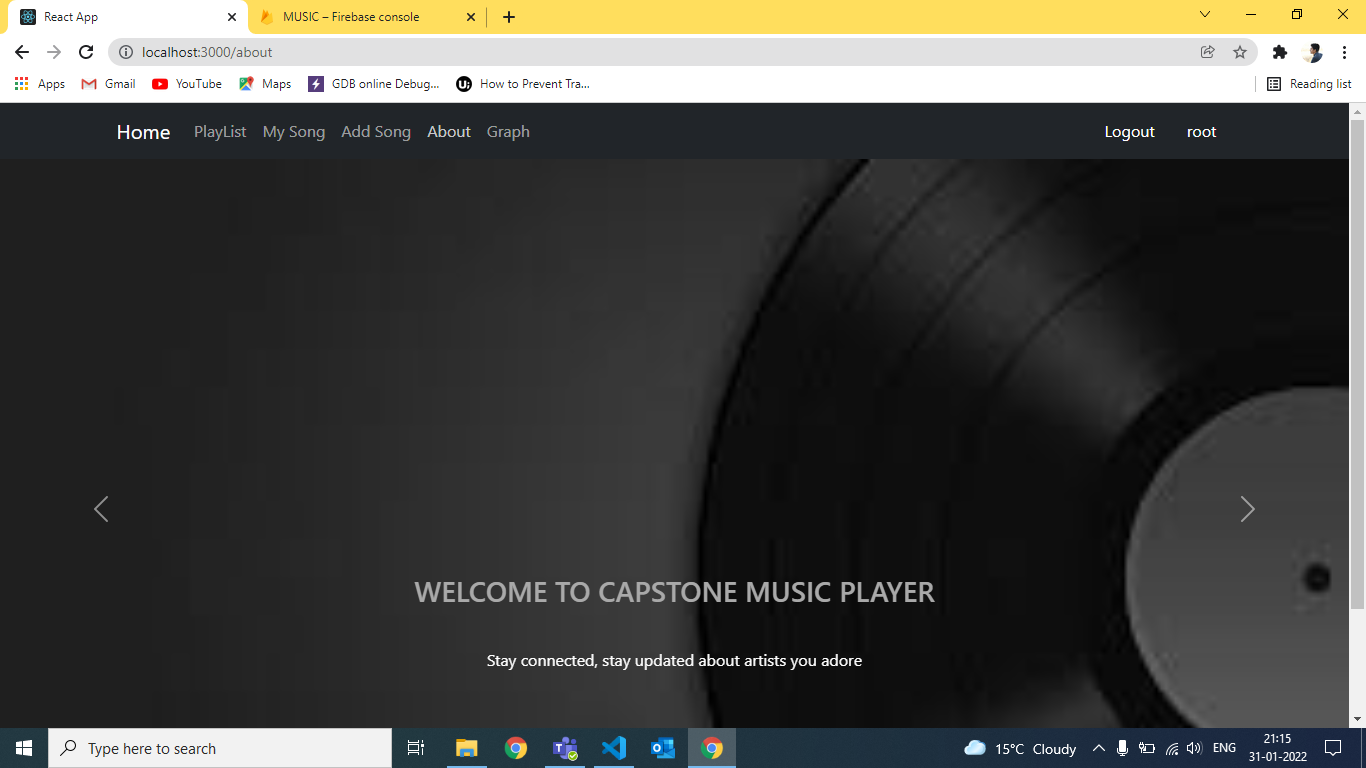 React App
MUSIC – Firebase console
localhost:3000/about
Apps
Gmail
YouTube
Maps
GDB online Debug...
How to Prevent Tra...
Reading list
Home
PlayList
My Song
Add Song
About
Graph
Logout
root
WELCOME TO CAPSTONE MUSIC PLAYER
Stay connected, stay updated about artists you adore
Type here to search
15°C Cloudy
ENG
21:15
31-01-2022